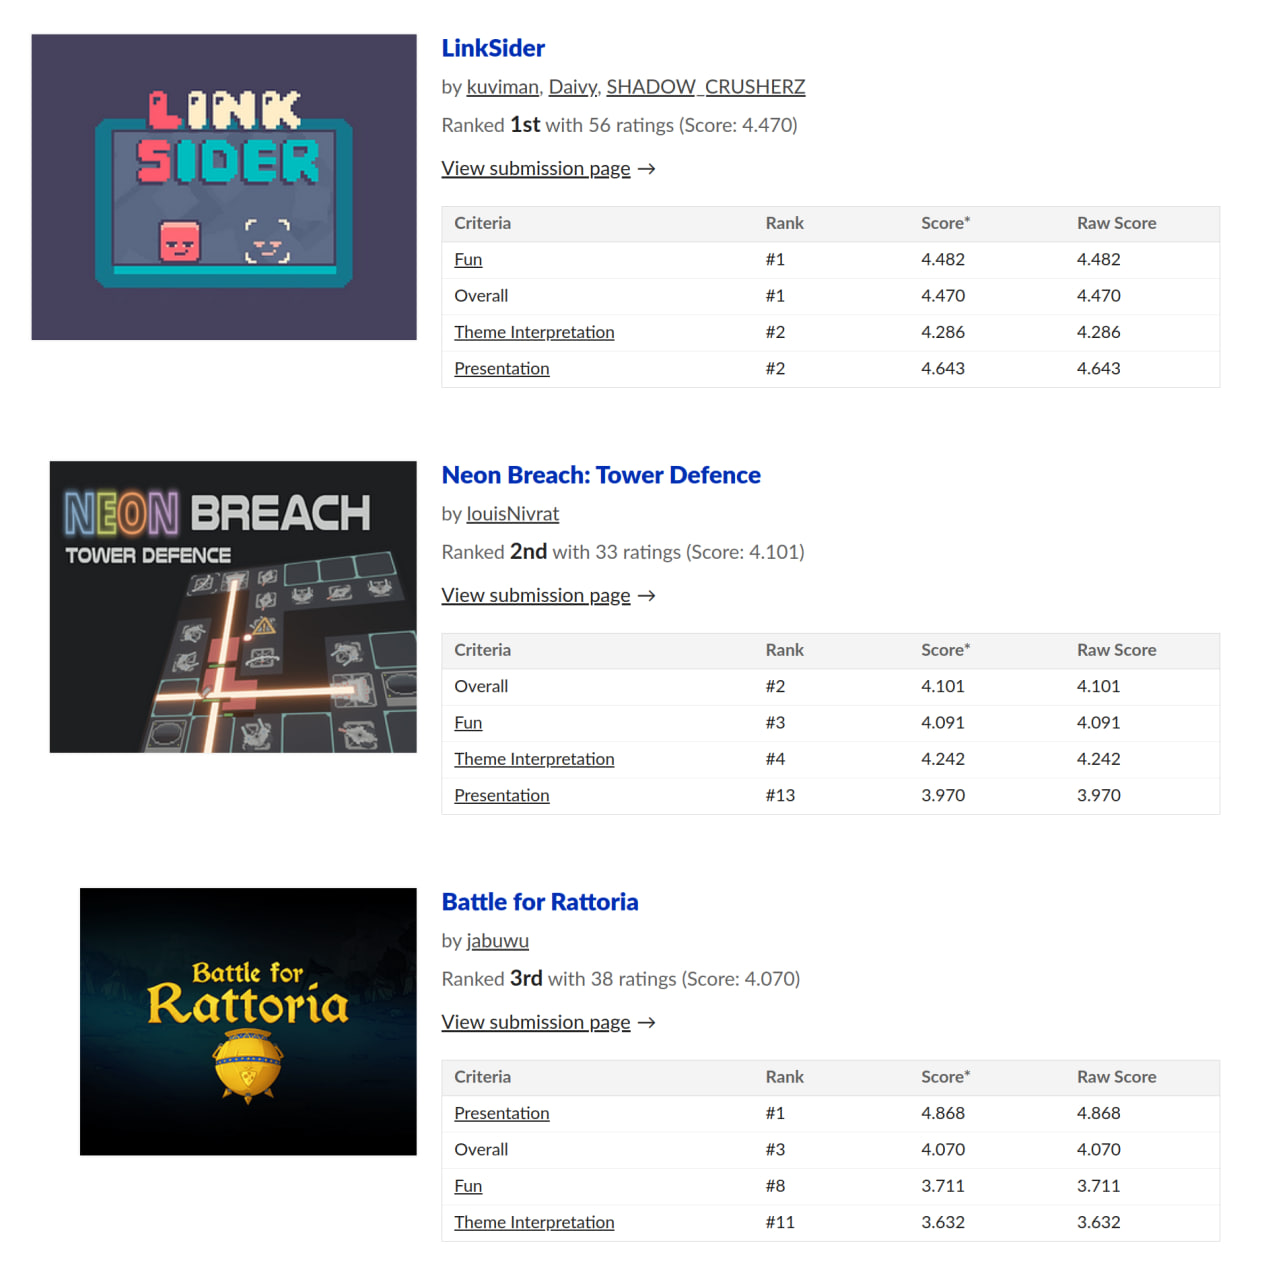 LINK
SIDER
LinkSider
by kuviman, Daivy, SHADOW_CRUSHERZ
Ranked 1st with 56 ratings (Score: 4.470)
View submission page →
Criteria Rank Score* Raw Score
Fun #1 4.482 4.482
Overall #1 4.470 4.470
Theme Interpretation #2 4.286 4.286
Presentation #2 4.643 4.643
NEON BREACH
TOWER DEFENCE
Neon Breach: Tower Defence
by louisNivrat
Ranked 2nd with 33 ratings (Score: 4.101)
View submission page →
Criteria Rank Score* Raw Score
Overall #2 4.101 4.101
Fun #3 4.091 4.091
Theme Interpretation #4 4.242 4.242
Presentation #13 3.970 3.970
Battle for
Rattoria
Battle for Rattoria
by jabuwu
Ranked 3rd with 38 ratings (Score: 4.070)
View submission page →
Criteria Rank Score* Raw Score
Presentation #1 4.868 4.868
Overall #3 4.070 4.070
Fun #8 3.711 3.711
Theme Interpretation #11 3.632 3.632